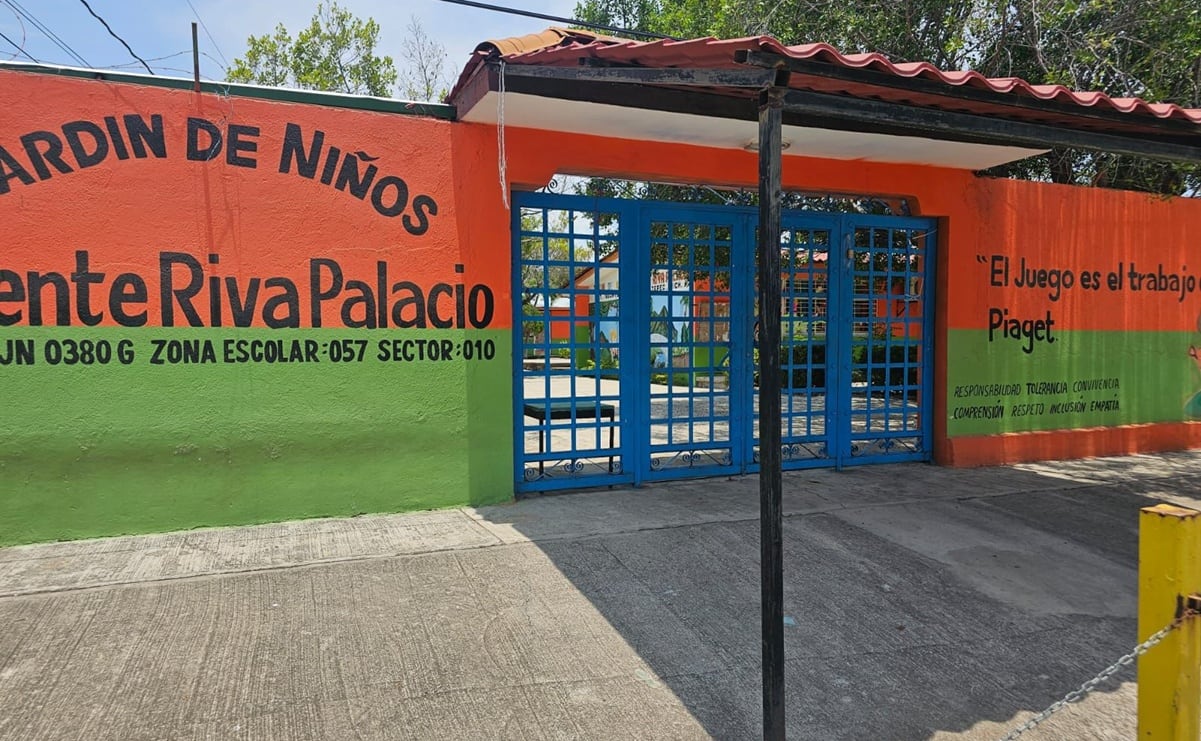 ARDIN DE NIÑOS
ente Riva Palacio
JN 0380 G ZONA ESCOLAR:057 SECTOR:010
“El Juego es el trabajo
Piaget.
RESPONSABILIDAD TOLERANCIA CONVIVENCIA
COMPRENSIÓN RESPETO INCLUSIÓN EMPATÍA